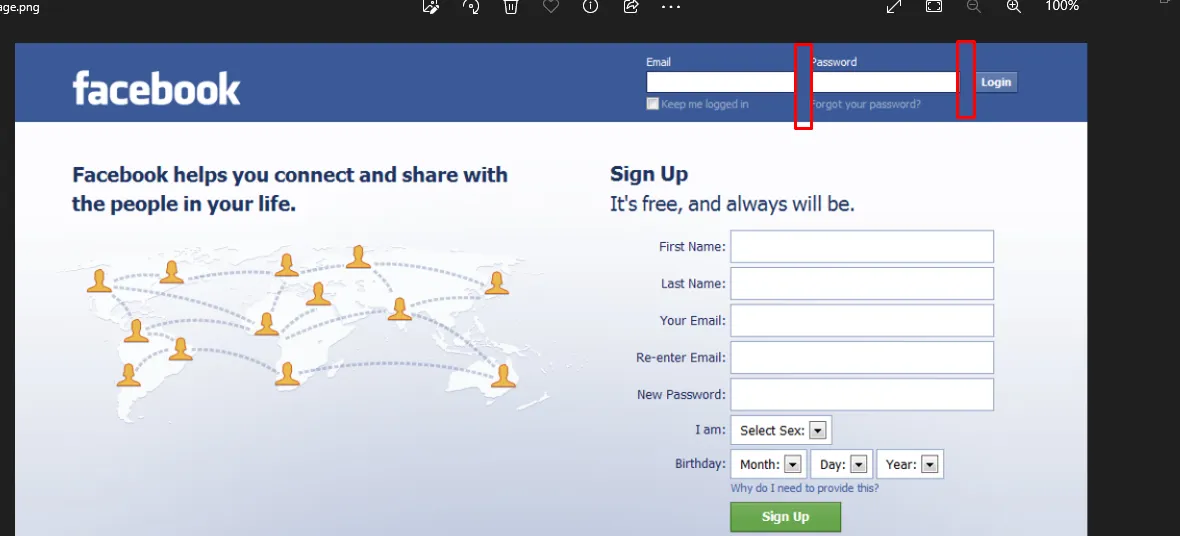 age.png
100%
facebook
Email
Password
Login
Keep me logged in
Forgot your password?
Facebook helps you connect and share with
the people in your life.
Sign Up
It's free, and always will be.
First Name:
Last Name:
Your Email:
Re-enter Email:
New Password:
I am: Select Sex:
Birthday: Month: Day: Year:
Why do I need to provide this?
Sign Up